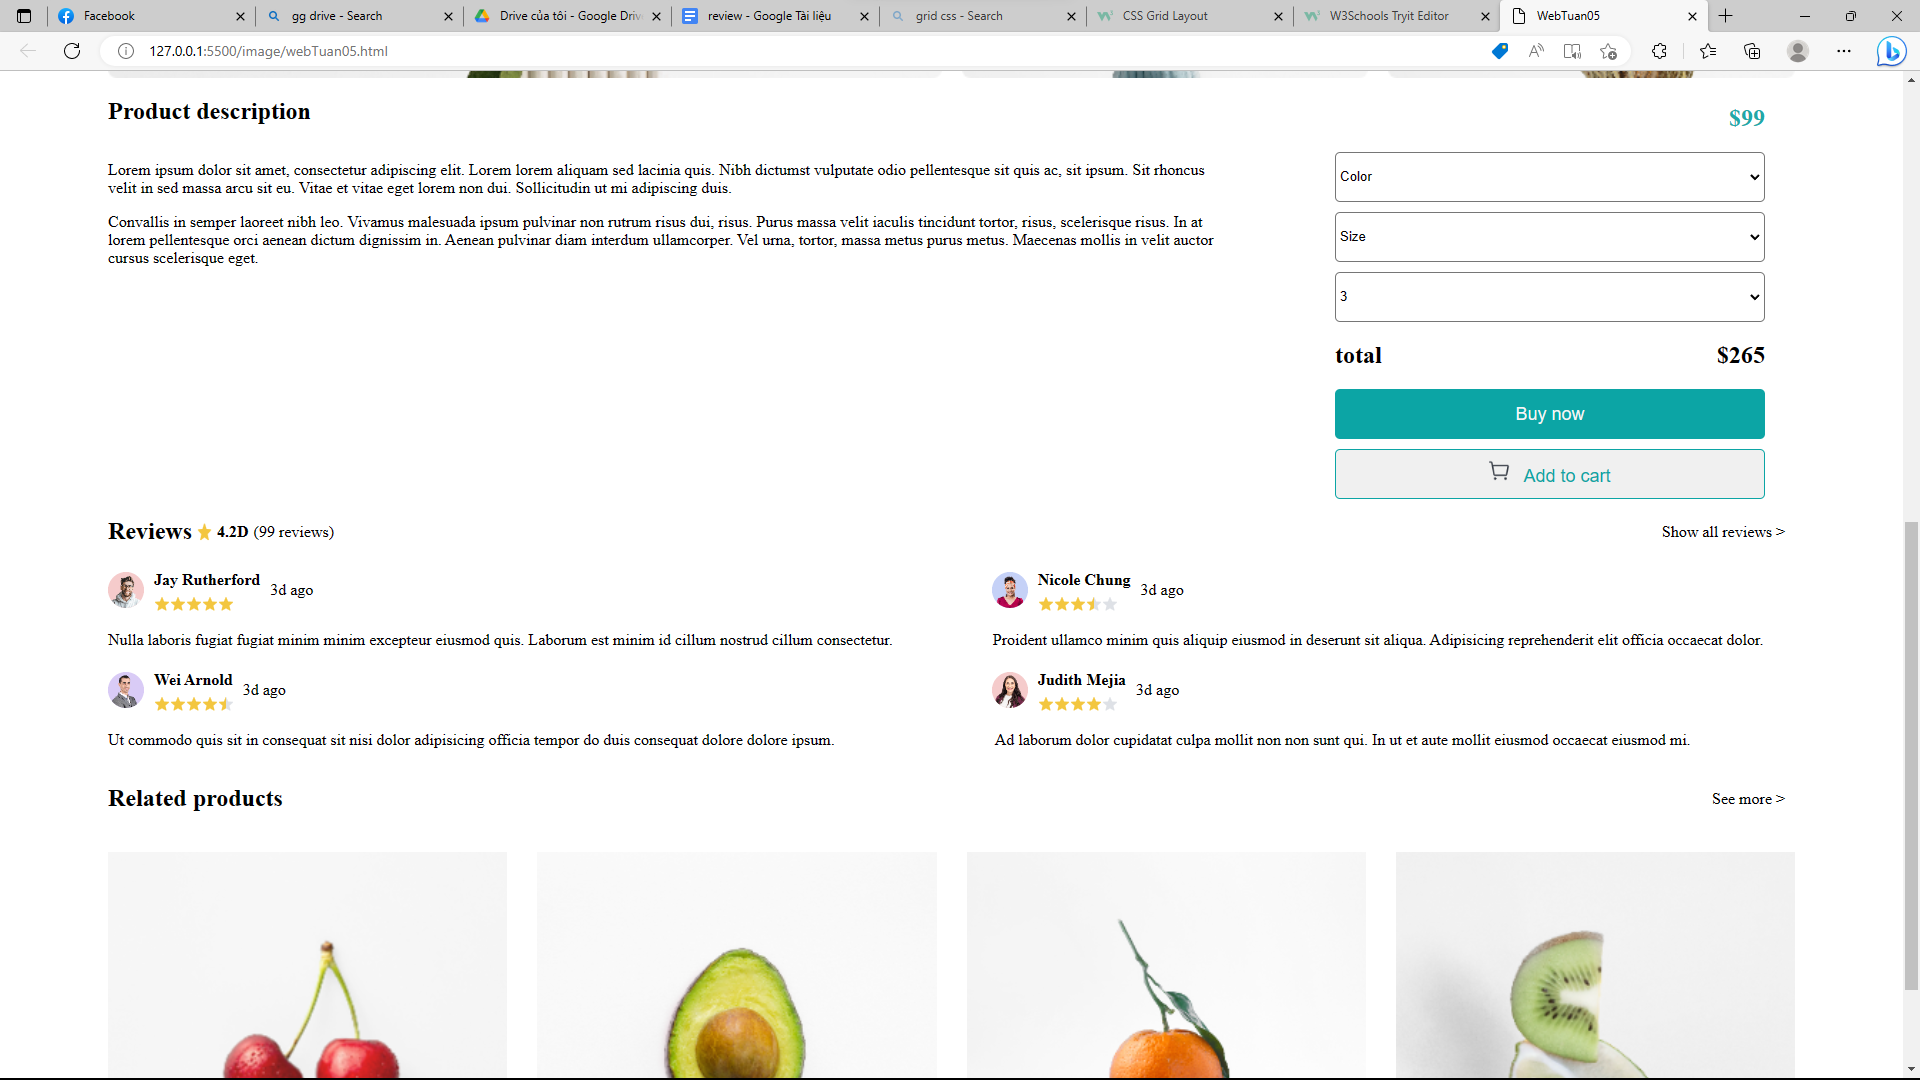 Facebook
gg drive - Search
Drive của tôi - Google Driv
review - Google Tài liệu
grid css - Search
CSS Grid Layout
W3Schools Tryit Editor
WebTuan05
127.0.0.1:5500/image/webTuan05.html
Product description
$99
Lorem ipsum dolor sit amet, consectetur adipiscing elit. Lorem lorem aliquam sed lacinia quis. Nibh dictumst vulputate odio pellentesque sit quis ac, sit ipsum. Sit rhoncus
velit in sed massa arcu sit eu. Vitae et vitae eget lorem non dui. Sollicitudin ut mi adipiscing duis.
Convallis in semper laoreet nibh leo. Vivamus malesuada ipsum pulvinar non rutrum risus dui, risus. Purus massa velit iaculis tincidunt tortor, risus, scelerisque risus. In at
lorem pellentesque orci aenean dictum dignissim in. Aenean pulvinar diam interdum ullamcorper. Vel urna, tortor, massa metus purus metus. Maecenas mollis in velit auctor
cursus scelerisque eget.
Color
Size
3
total $265
Buy now
Add to cart
Reviews 4.2D (99 reviews)
Show all reviews >
Jay Rutherford 3d ago
Nulla laboris fugiat fugiat minim minim excepteur eiusmod quis. Laborum est minim id cillum nostrud cillum consectetur.
Nicole Chung 3d ago
Proident ullamco minim quis aliquip eiusmod in deserunt sit aliqua. Adipisicing reprehenderit elit officia occaecat dolor.
Wei Arnold 3d ago
Ut commodo quis sit in consequat sit nisi dolor adipisicing officia tempor do duis consequat dolore dolore ipsum.
Judith Mejia 3d ago
Ad laborum dolor cupidatat culpa mollit non non sunt qui. In ut et aute mollit eiusmod occaecat eiusmod mi.
Related products
See more >